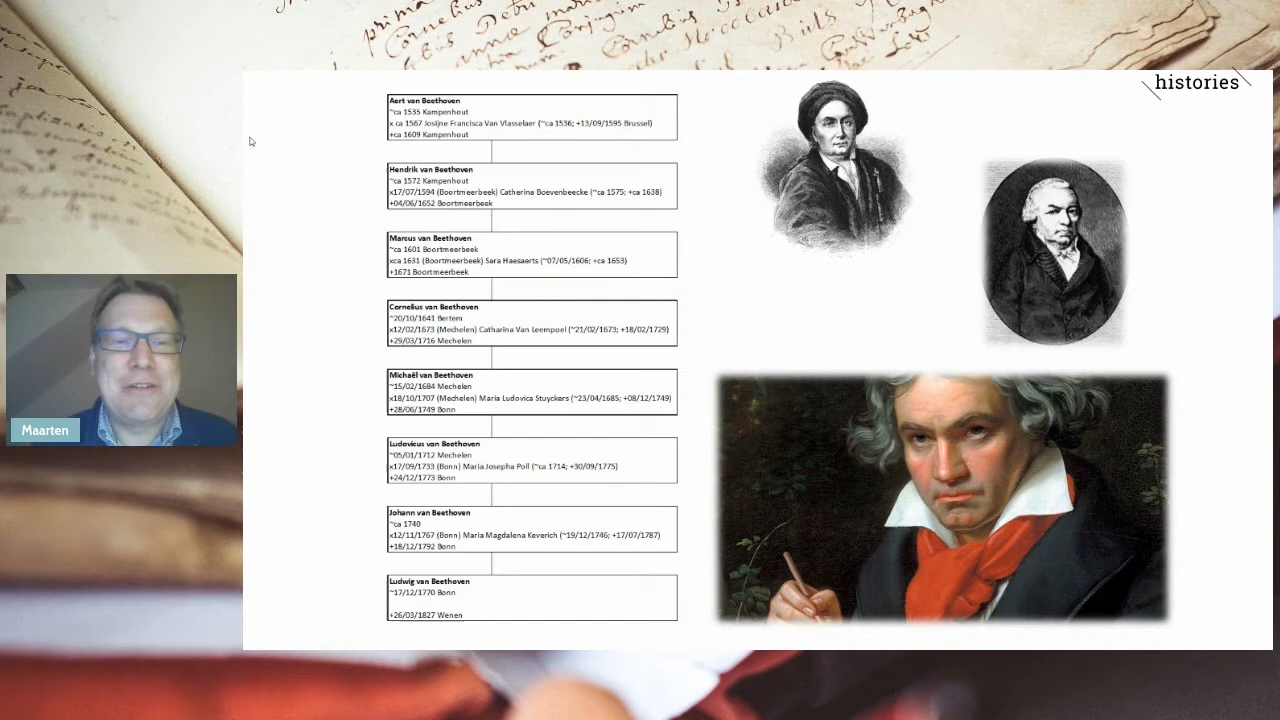 prima
Cornelius
Conjugum
Cornelius
histories
Aert van Beethoven
~ca 1535 Kampenhout
x ca 1567 Josijne Francisca Van Vlasselaer (~ca 1536; +13/09/1595 Brussel)
+ca 1609 Kampenhout
Hendrik van Beethoven
~ca 1572 Kampenhout
x17/07/1594 (Boortmeerbeek) Catherina Boevenbeecke (~ca 1575; +ca 1638)
+04/06/1652 Boortmeerbeek
Marcus van Beethoven
~ca 1601 Boortmeerbeek
xca 1631 (Boortmeerbeek) Sara Haesaerts (~07/05/1606; +ca 1653)
+1671 Boortmeerbeek
Cornelius van Beethoven
~20/10/1641 Bertem
x12/02/1673 (Mechelen) Catharina Van Leempoel (~21/02/1673; +18/02/1729)
+29/03/1716 Mechelen
Michaël van Beethoven
~15/02/1684 Mechelen
x18/10/1707 (Mechelen) Maria Ludovica Stuyckers (~23/04/1685; +08/12/1749)
+28/06/1749 Bonn
Ludovicus van Beethoven
~05/01/1712 Mechelen
x17/09/1733 (Bonn) Maria Josepha Poll (~ca 1714; +30/09/1775)
+24/12/1773 Bonn
Johann van Beethoven
~ca 1740
x12/11/1767 (Bonn) Maria Magdalena Keverich (~19/12/1746; +17/07/1787)
+18/12/1792 Bonn
Ludwig van Beethoven
~17/12/1770 Bonn
+26/03/1827 Wenen
Maarten